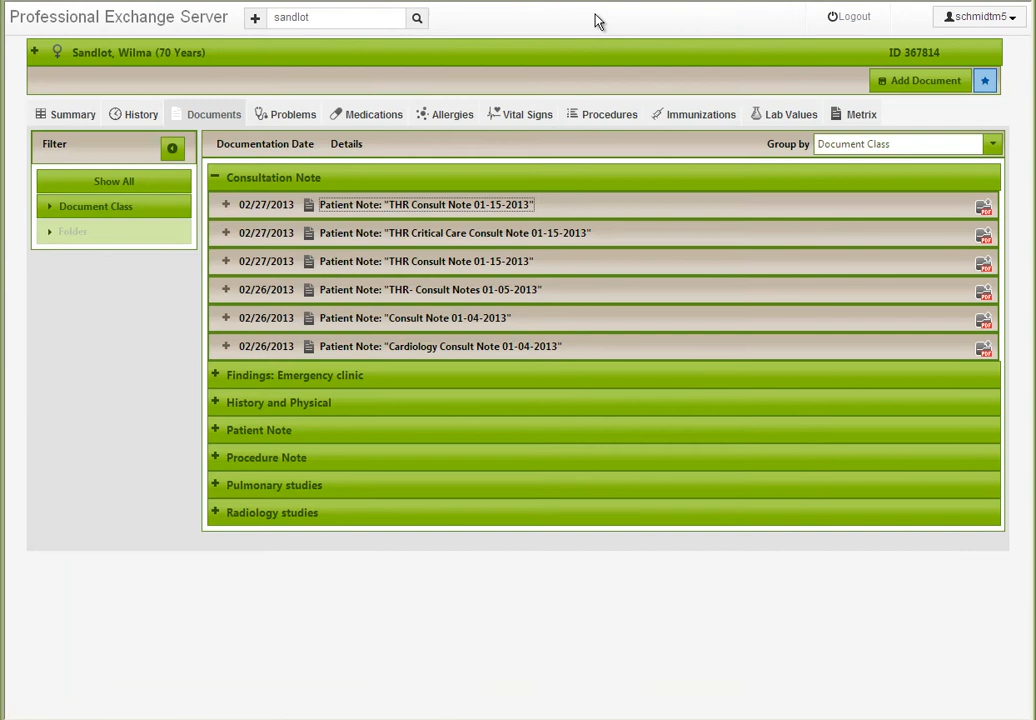 Professional Exchange Server
sandlot
Logout
schmidtm5
Sandlot, Wilma (70 Years)
ID 367814
Add Document
Summary
History
Documents
Problems
Medications
Allergies
Vital Signs
Procedures
Immunizations
Lab Values
Metrix
Filter
Show All
Document Class
Folder
Documentation Date
Details
Group by
Document Class
Consultation Note
02/27/2013 Patient Note: "THR Consult Note 01-15-2013"
02/27/2013 Patient Note: "THR Critical Care Consult Note 01-15-2013"
02/27/2013 Patient Note: "THR Consult Note 01-15-2013"
02/26/2013 Patient Note: "THR- Consult Notes 01-05-2013"
02/26/2013 Patient Note: "Consult Note 01-04-2013"
02/26/2013 Patient Note: "Cardiology Consult Note 01-04-2013"
Findings: Emergency clinic
History and Physical
Patient Note
Procedure Note
Pulmonary studies
Radiology studies
PDF
PDF
PDF
PDF
PDF
PDF